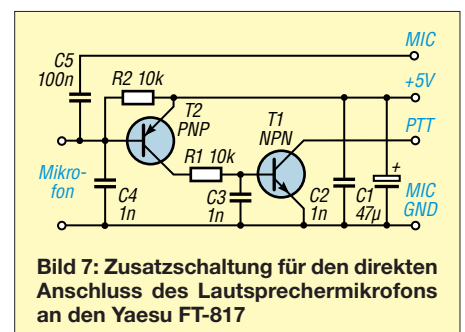 MIC
C5
100n
R2 10k
+5V
T2
PNP
T1
NPN
PTT
R1 10k
Mikro-
fon
C4
1n
C3
1n
C2
1n
C1
47µ
+
MIC
GND
Bild 7: Zusatzschaltung für den direkten
Anschluss des Lautsprechermikrofons
an den Yaesu FT-817